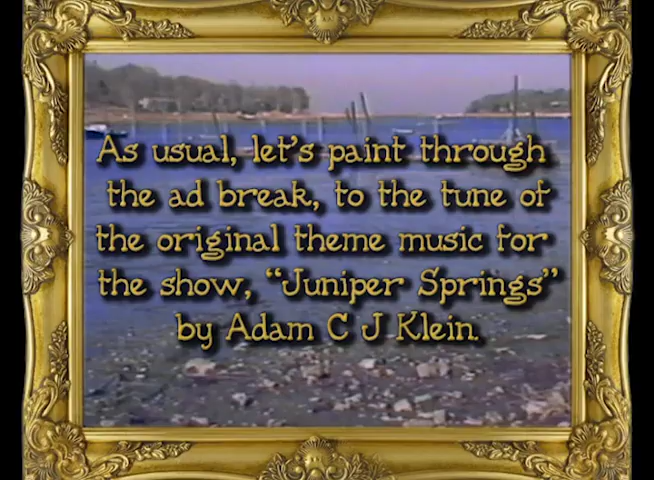 As usual, let's paint through
the ad break, to the tune of
the original theme music for
the show, “Juniper Springs”
by Adam C J Klein.